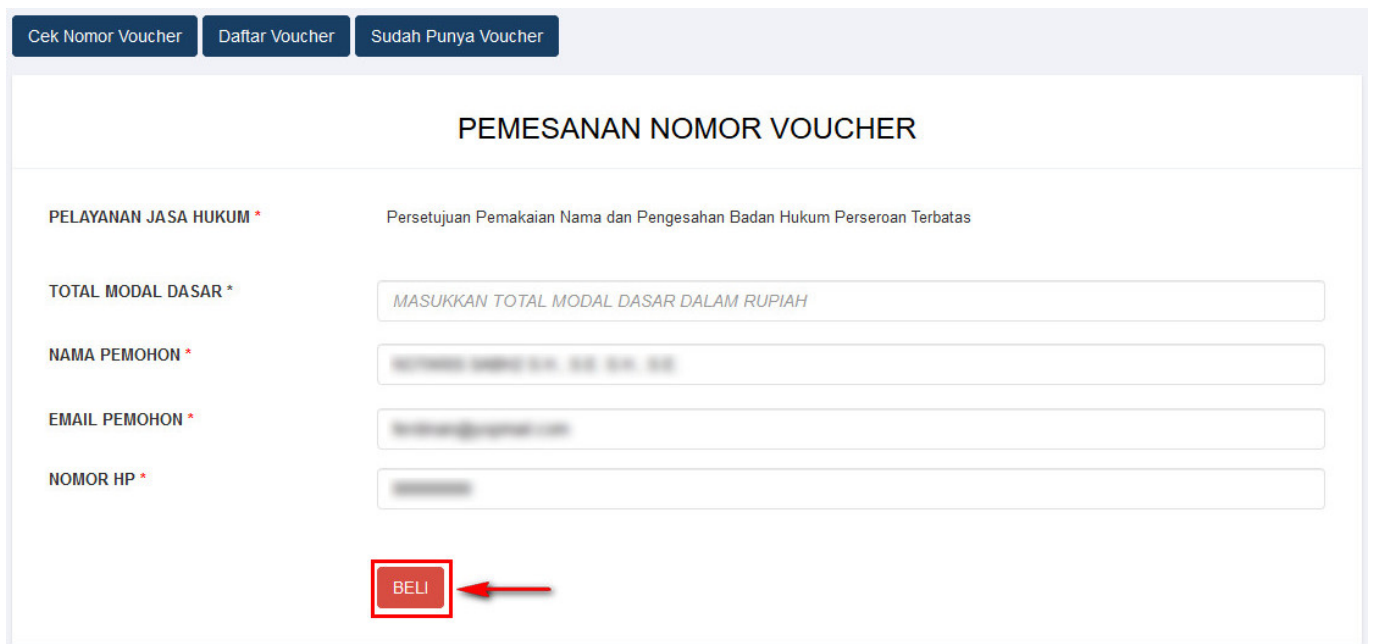 Cek Nomor Voucher Daftar Voucher Sudah Punya Voucher
PEMESANAN NOMOR VOUCHER
PELAYANAN JASA HUKUM * Persetujuan Pemakaian Nama dan Pengesahan Badan Hukum Perseroan Terbatas
TOTAL MODAL DASAR * MASUKKAN TOTAL MODAL DASAR DALAM RUPIAH
NAMA PEMOHON *
EMAIL PEMOHON *
NOMOR HP *
BELI